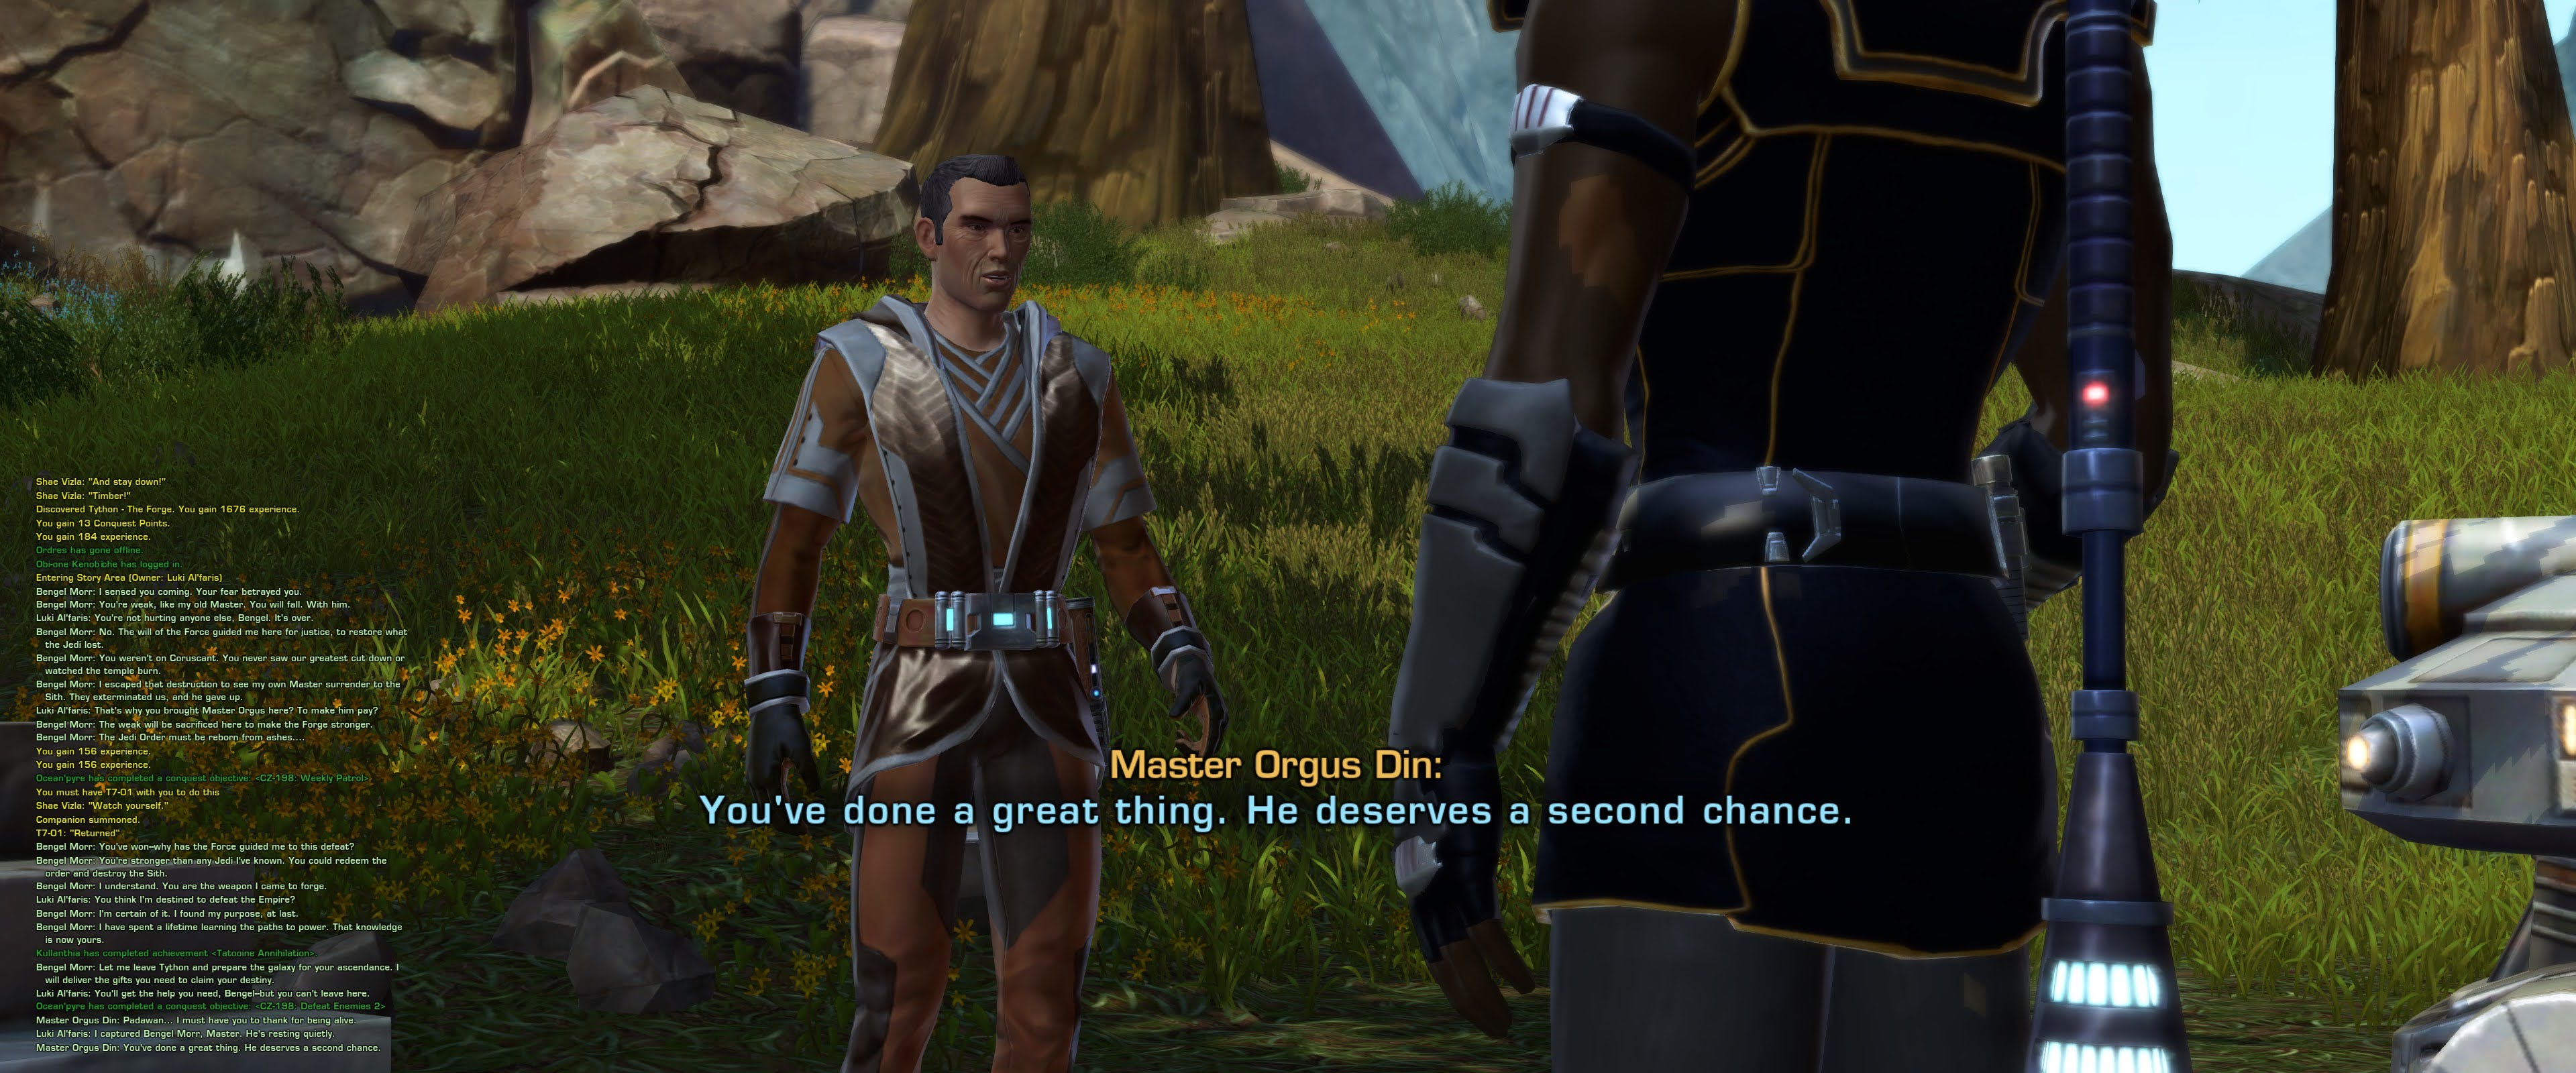 Shae Vizla: "And stay down!"
Shae Vizla: "Timber!"
Discovered Tython - The Forge. You gain 1676 experience.
You gain 13 Conquest Points.
You gain 184 experience.
Ordres has gone offline.
Obi-one Kenobiche has logged in.
Entering Story Area (Owner: Luki Al'faris)
Bengel Morr: I sensed you coming. Your fear betrayed you.
Bengel Morr: You're weak, like my old Master. You will fall. With him.
Luki Al'faris: You're not hurting anyone else, Bengel. It's over.
Bengel Morr: No. The will of the Force guided me here for justice, to restore what
the Jedi lost.
Bengel Morr: You weren't on Coruscant. You never saw our greatest cut down or
watched the temple burn.
Bengel Morr: I escaped that destruction to see my own Master surrender to the
Sith. They exterminated us, and he gave up.
Luki Al'faris: That's why you brought Master Orgus here? To make him pay?
Bengel Morr: The weak will be sacrificed here to make the Forge stronger.
Bengel Morr: The Jedi Order must be reborn from ashes....
You gain 156 experience.
You gain 156 experience.
Ocean'pyre has completed a conquest objective: <CZ-198: Weekly Patrol>
You must have T7-01 with you to do this
Shae Vizla: "Watch yourself."
Companion summoned.
T7-01: "Returned"
Bengel Morr: You've won—why has the Force guided me to this defeat?
Bengel Morr: You're stronger than any Jedi I've known. You could redeem the
order and destroy the Sith.
Bengel Morr: I understand. You are the weapon I came to forge.
Luki Al'faris: You think I'm destined to defeat the Empire?
Bengel Morr: I'm certain of it. I found my purpose, at last.
Bengel Morr: I have spent a lifetime learning the paths to power. That knowledge
is now yours.
Kullanthia has completed achievement <Tatooine Annihilation>
Bengel Morr: Let me leave Tython and prepare the galaxy for your ascendance. I
will deliver the gifts you need to claim your destiny.
Luki Al'faris: You'll get the help you need, Bengel—but you can't leave here.
Ocean'pyre has completed a conquest objective: <CZ-198: Defeat Enemies 2>
Master Orgus Din: Padawan... I must have you to thank for being alive.
Luki Al'faris: I captured Bengel Morr, Master. He's resting quietly.
Master Orgus Din: You've done a great thing. He deserves a second chance.
Master Orgus Din:
You've done a great thing. He deserves a second chance.